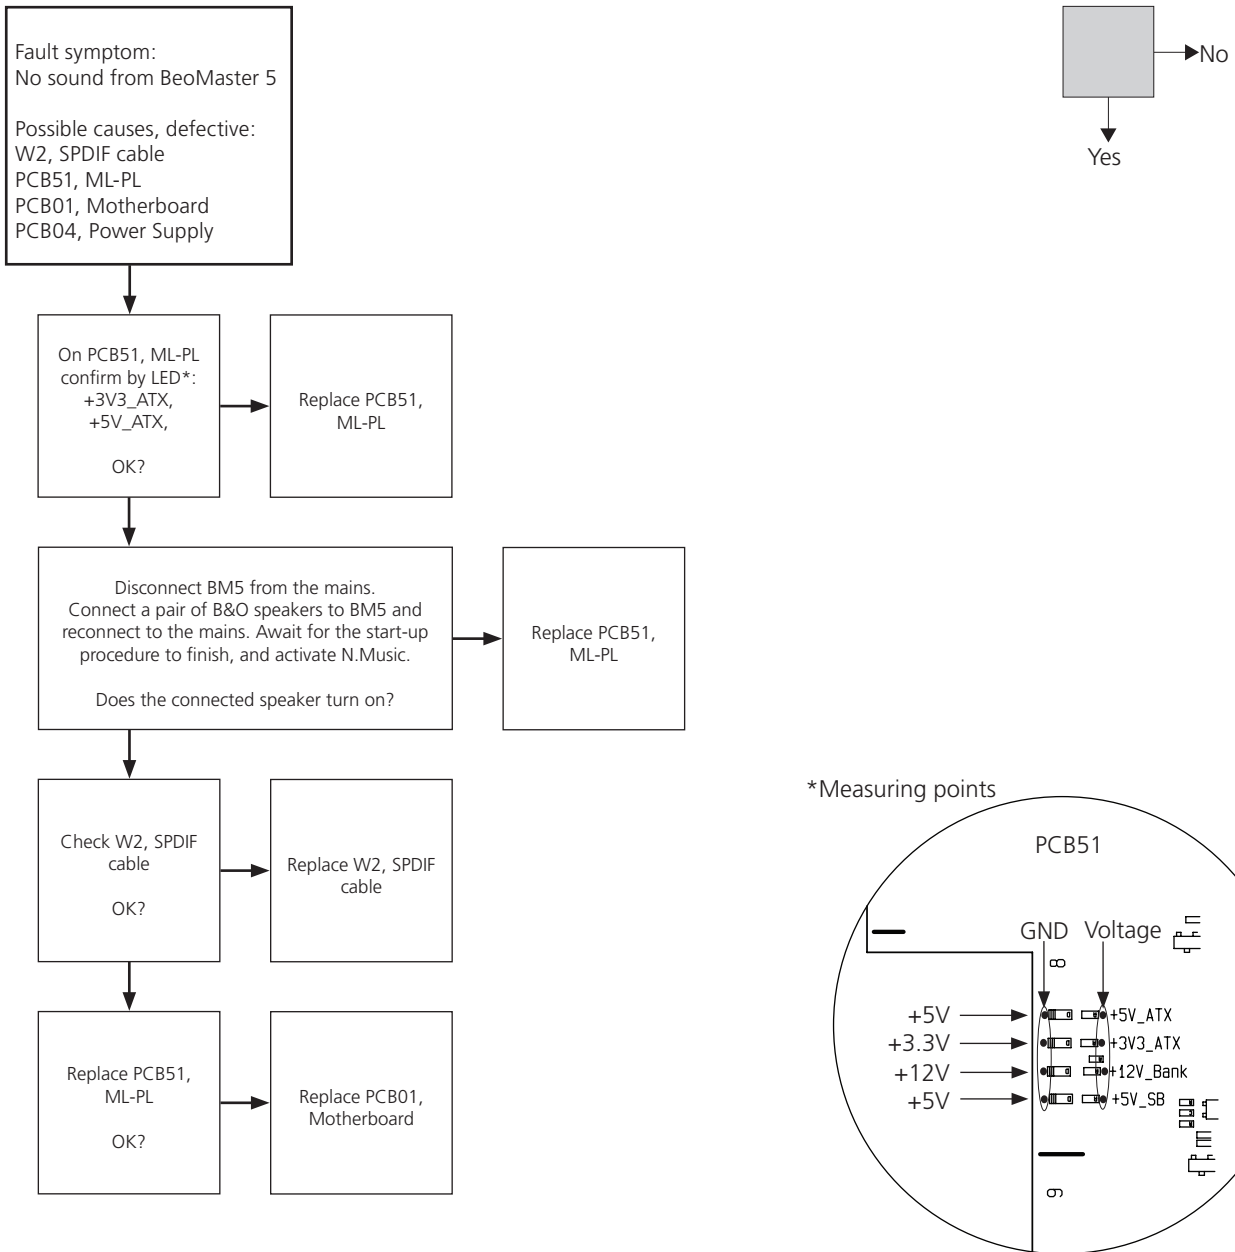 Fault symptom:
No sound from BeoMaster 5
Possible causes, defective:
W2, SPDIF cable
PCB51, ML-PL
PCB01, Motherboard
PCB04, Power Supply
No
Yes
On PCB51, ML-PL
confirm by LED*:
+3V3_ATX,
+5V_ATX,
OK?
Replace PCB51,
ML-PL
Disconnect BM5 from the mains.
Connect a pair of B&O speakers to BM5 and
reconnect to the mains. Await for the start-up
procedure to finish, and activate N.Music.
Does the connected speaker turn on?
Replace PCB51,
ML-PL
Check W2, SPDIF
cable
OK?
Replace W2, SPDIF
cable
Replace PCB51,
ML-PL
OK?
Replace PCB01,
Motherboard
*Measuring points
PCB51
GND Voltage
8
+5V +5V_ATX
+3.3V +3V3_ATX
+12V +12V_Bank
+5V +5V_SB
9